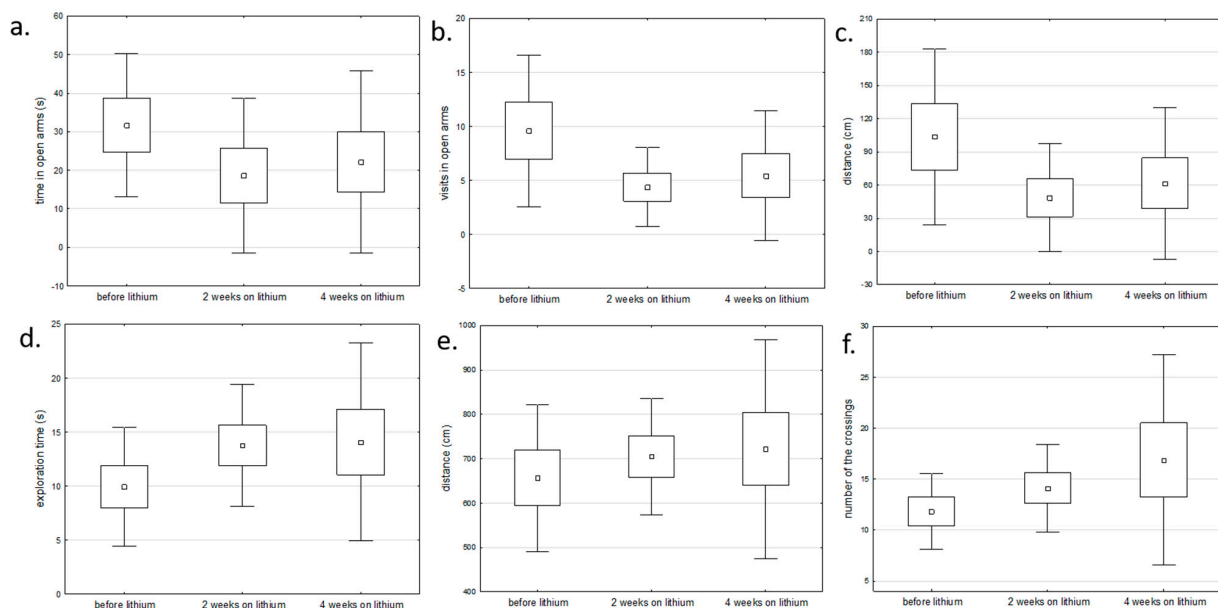 a.
time in open arms (s)
60
50
40
30
20
10
0
-10
before lithium
2 weeks on lithium
4 weeks on lithium
b.
visits in open arms
20
15
10
5
0
-5
before lithium
2 weeks on lithium
4 weeks on lithium
c.
distance (cm)
210
180
150
120
90
60
30
0
-30
before lithium
2 weeks on lithium
4 weeks on lithium
d.
exploration time (s)
25
20
15
10
5
0
before lithium
2 weeks on lithium
4 weeks on lithium
e.
distance (cm)
1000
900
800
700
600
500
400
before lithium
2 weeks on lithium
4 weeks on lithium
f.
number of the crossings
30
25
20
15
10
5
before lithium
2 weeks on lithium
4 weeks on lithium